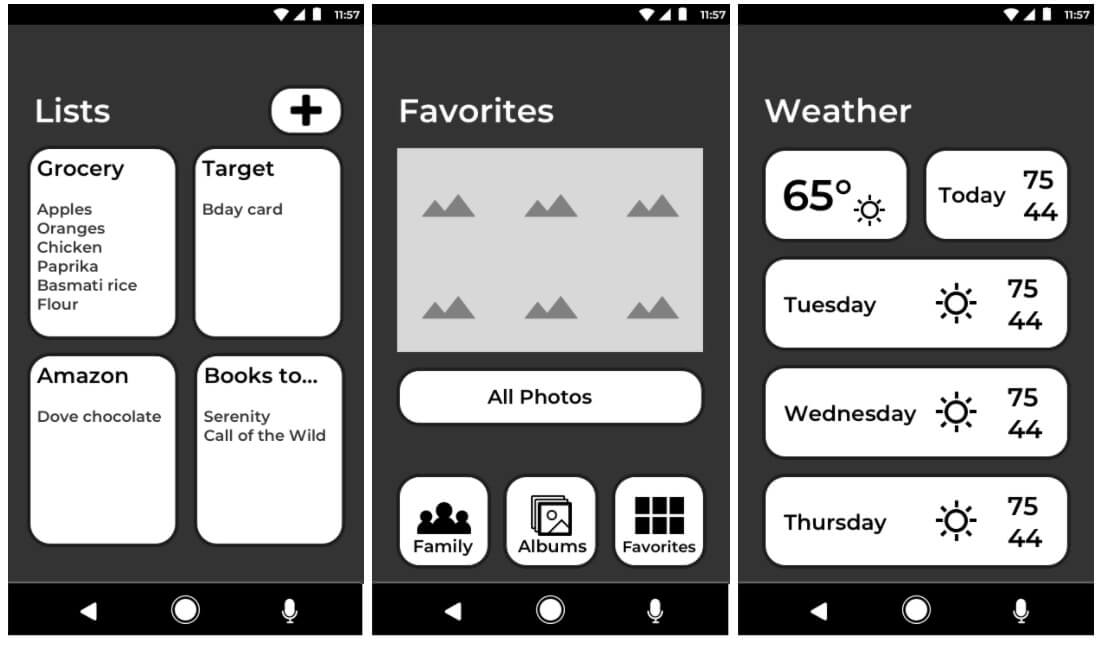 11:57
Lists
Grocery
Apples
Oranges
Chicken
Paprika
Basmati rice
Flour
Target
Bday card
Amazon
Dove chocolate
Books to...
Serenity
Call of the Wild
11:57
Favorites
All Photos
Family
Albums
Favorites
11:57
Weather
65°
Today
75
44
Tuesday
75
44
Wednesday
75
44
Thursday
75
44